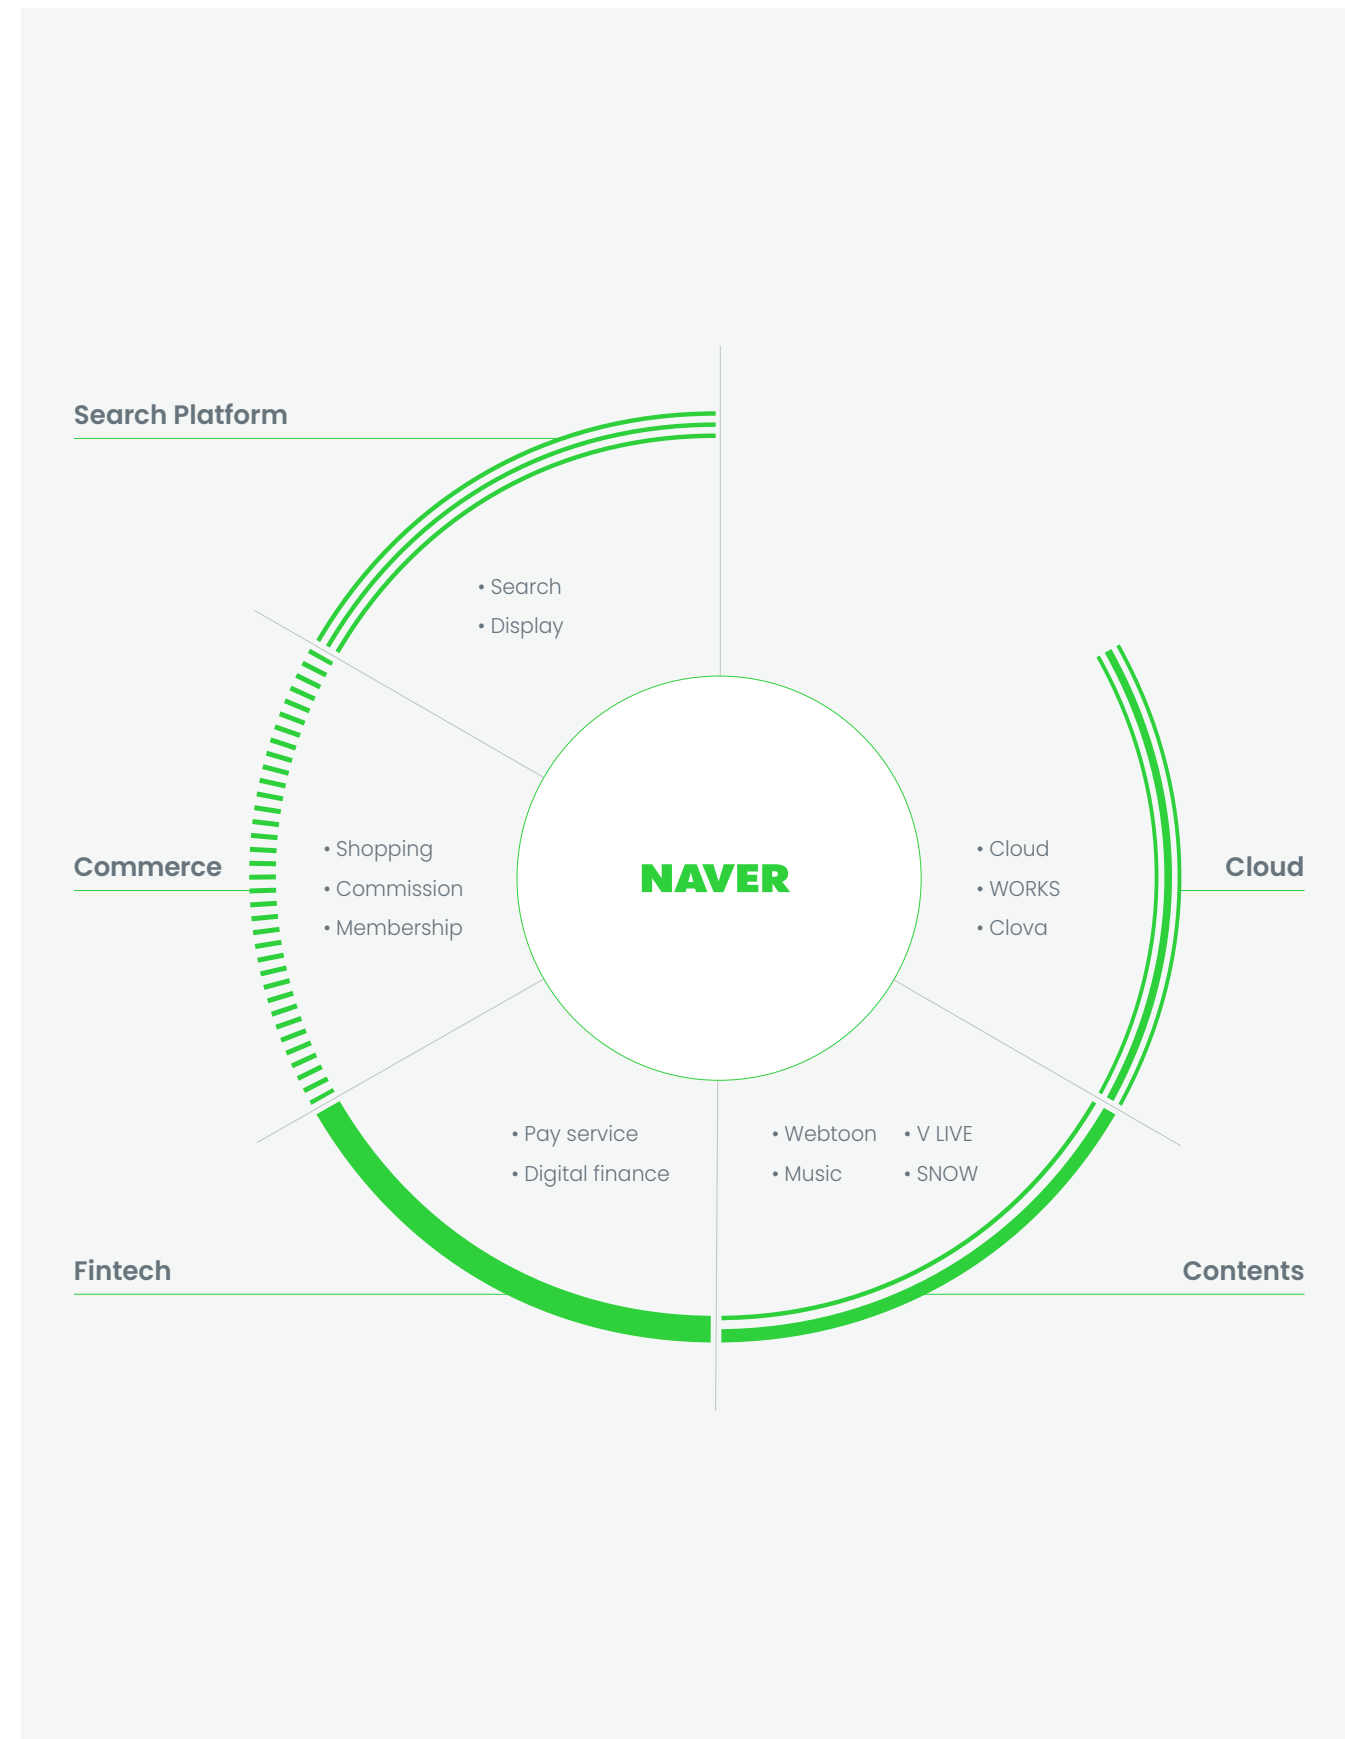 Search Platform
• Search
• Display
Commerce
• Shopping
• Commission
• Membership
NAVER
• Cloud
• WORKS
• Clova
Cloud
• Pay service
• Digital finance
• Webtoon • V LIVE
• Music • SNOW
Fintech
Contents